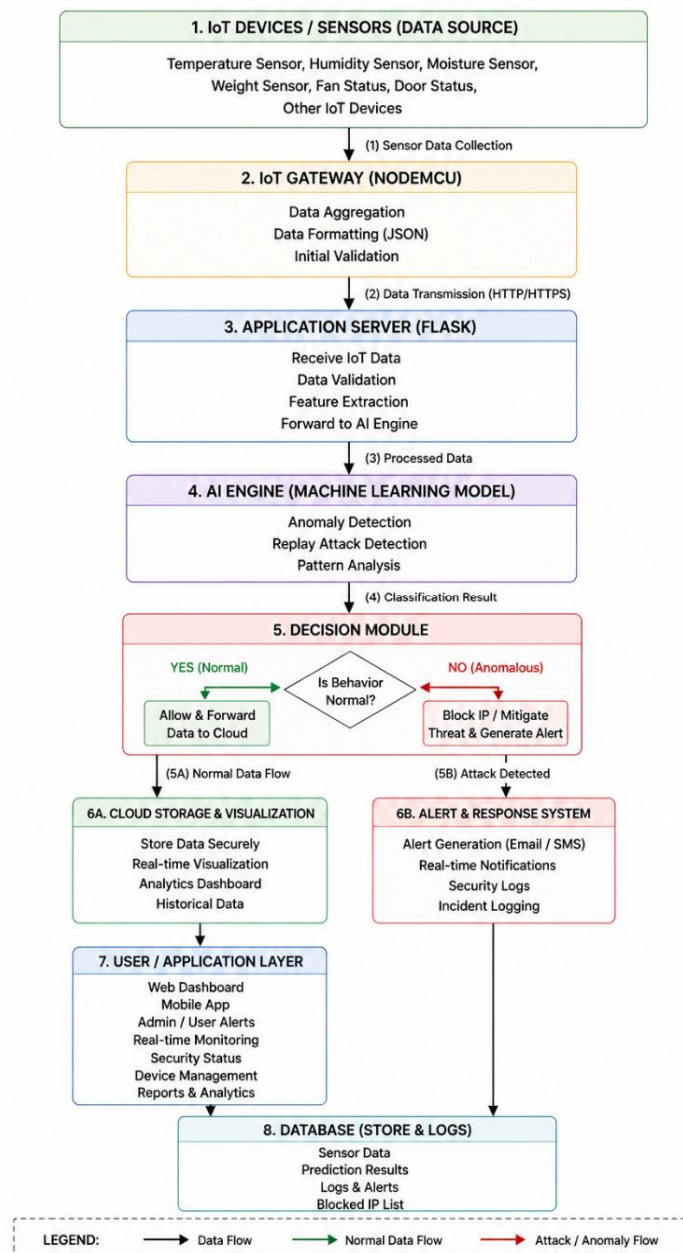 1. IoT DEVICES / SENSORS (DATA SOURCE)
Temperature Sensor, Humidity Sensor, Moisture Sensor,
Weight Sensor, Fan Status, Door Status,
Other IoT Devices
(1) Sensor Data Collection
2. IoT GATEWAY (NODEMCU)
Data Aggregation
Data Formatting (JSON)
Initial Validation
(2) Data Transmission (HTTP/HTTPS)
3. APPLICATION SERVER (FLASK)
Receive IoT Data
Data Validation
Feature Extraction
Forward to AI Engine
(3) Processed Data
4. AI ENGINE (MACHINE LEARNING MODEL)
Anomaly Detection
Replay Attack Detection
Pattern Analysis
(4) Classification Result
5. DECISION MODULE
YES (Normal)
Is Behavior
Normal?
NO (Anomalous)
Allow & Forward
Data to Cloud
Block IP / Mitigate
Threat & Generate Alert
(5A) Normal Data Flow
(5B) Attack Detected
6A. CLOUD STORAGE & VISUALIZATION
Store Data Securely
Real-time Visualization
Analytics Dashboard
Historical Data
6B. ALERT & RESPONSE SYSTEM
Alert Generation (Email / SMS)
Real-time Notifications
Security Logs
Incident Logging
7. USER / APPLICATION LAYER
Web Dashboard
Mobile App
Admin / User Alerts
Real-time Monitoring
Security Status
Device Management
Reports & Analytics
8. DATABASE (STORE & LOGS)
Sensor Data
Prediction Results
Logs & Alerts
Blocked IP List
LEGEND:
Data Flow
Normal Data Flow
Attack / Anomaly Flow